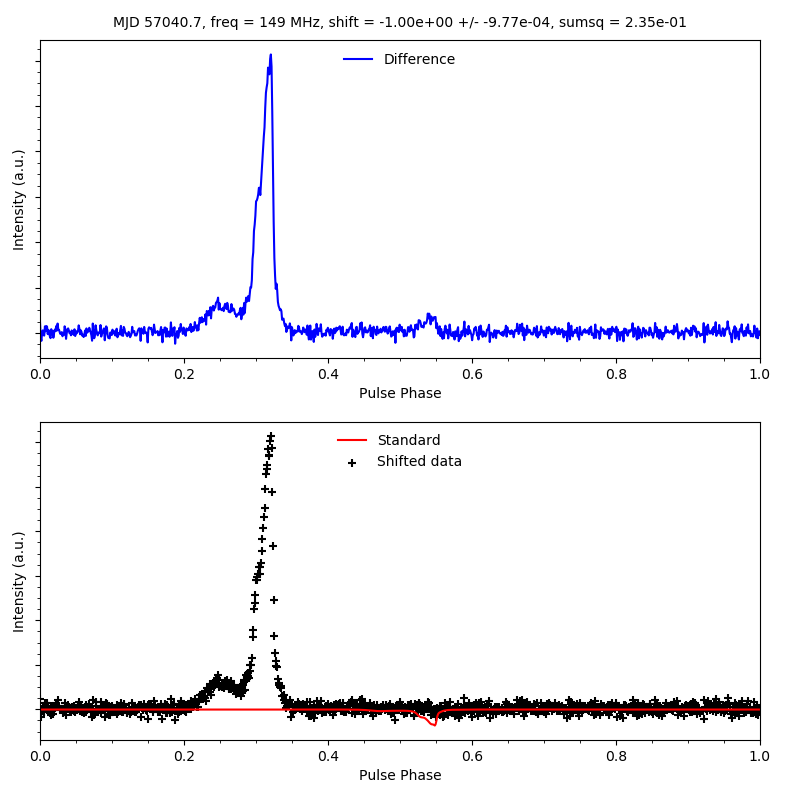 MJD 57040.7, freq = 149 MHz, shift = -1.00e+00 +/- -9.77e-04, sumsq = 2.35e-01
Difference
Intensity (a.u.)
0.0 0.2 0.4 0.6 0.8 1.0
Pulse Phase
Standard
Shifted data
Intensity (a.u.)
0.0 0.2 0.4 0.6 0.8 1.0
Pulse Phase